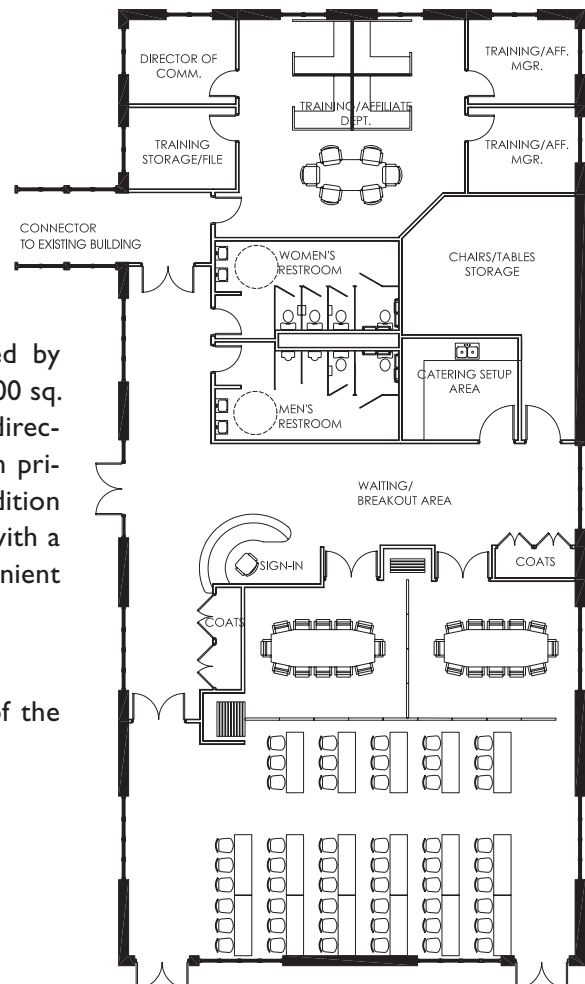 DIRECTOR OF
COMM.
TRAINING/AFF.
MGR.
TRAINING/AFFILIATE
DEPT.
TRAINING
STORAGE/FILE
TRAINING/AFF.
MGR.
CONNECTOR
TO EXISTING BUILDING
WOMEN'S
RESTROOM
CHAIRS/TABLES
STORAGE
CATERING SETUP
AREA
MEN'S
RESTROOM
WAITING/
BREAKOUT AREA
SIGN-IN
COATS
COATS
ed by
00 sq.
direc-
n pri-
dition
with a
nient
of the